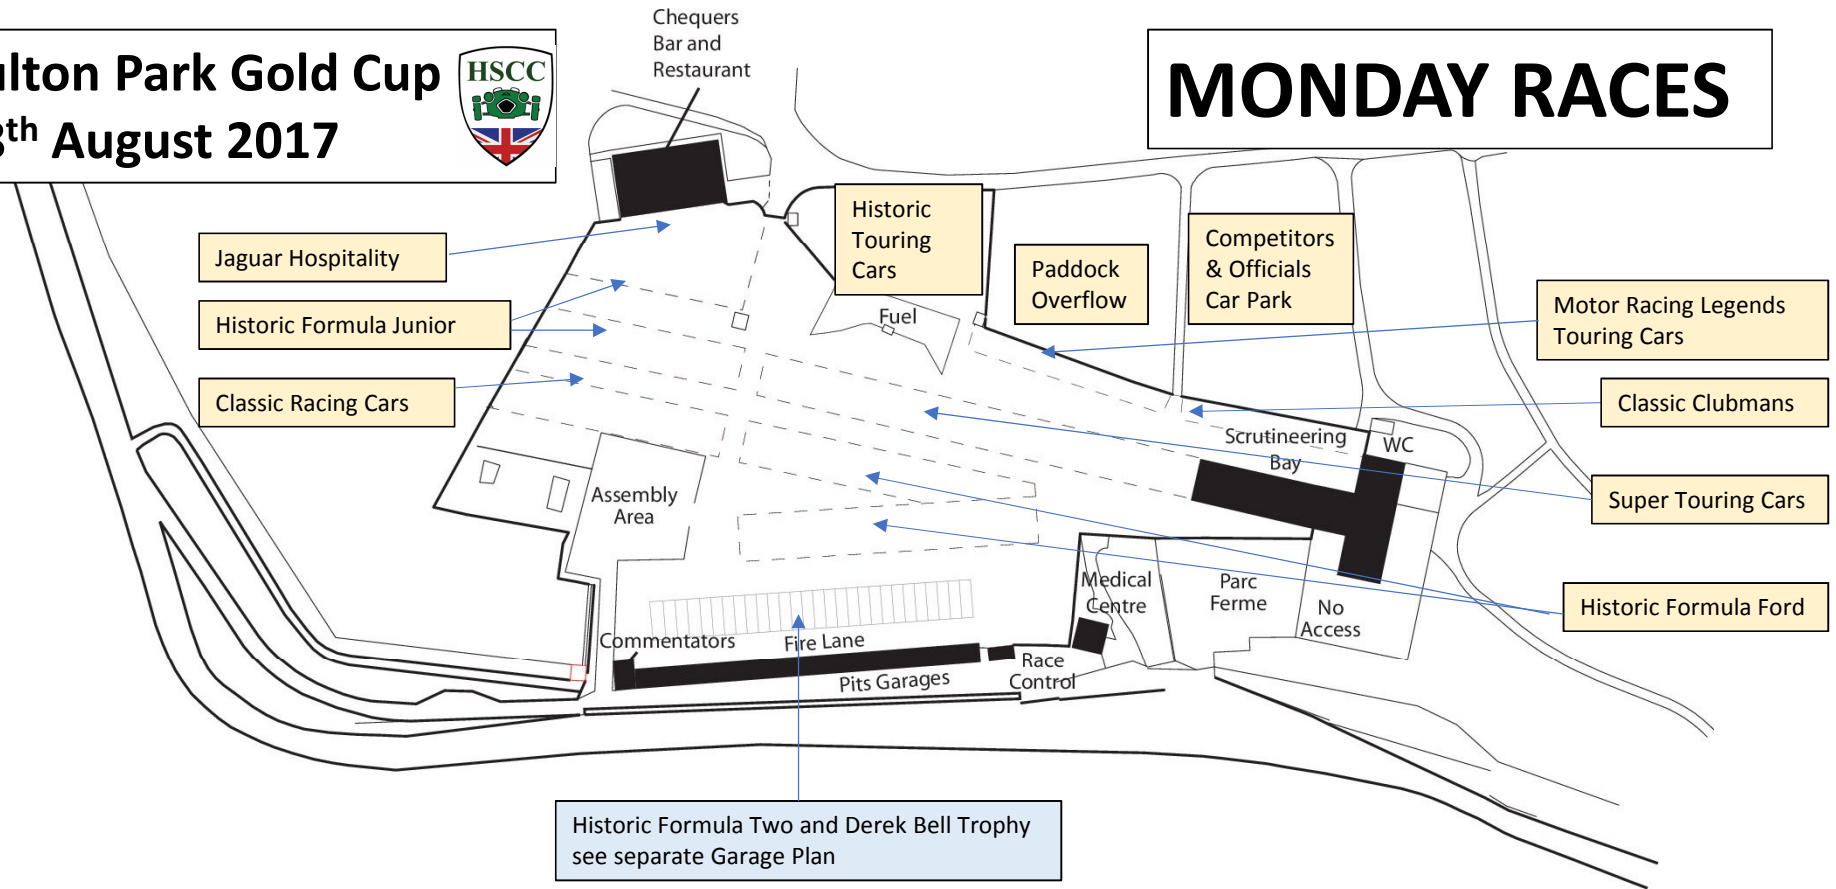 Chequers
Bar and
Restaurant
ulton Park Gold Cup
8th August 2017
HSCC
MONDAY RACES
Historic
Touring
Cars
Jaguar Hospitality
Paddock
Overflow
Competitors
& Officials
Car Park
Historic Formula Junior
Fuel
Motor Racing Legends
Touring Cars
Classic Racing Cars
Classic Clubmans
Scrutineering
Bay
WC
Assembly
Area
Super Touring Cars
Medical
Centre
Parc
Ferme
No
Access
Historic Formula Ford
Commentators
Fire Lane
Race
Control
Pits Garages
Historic Formula Two and Derek Bell Trophy
see separate Garage Plan